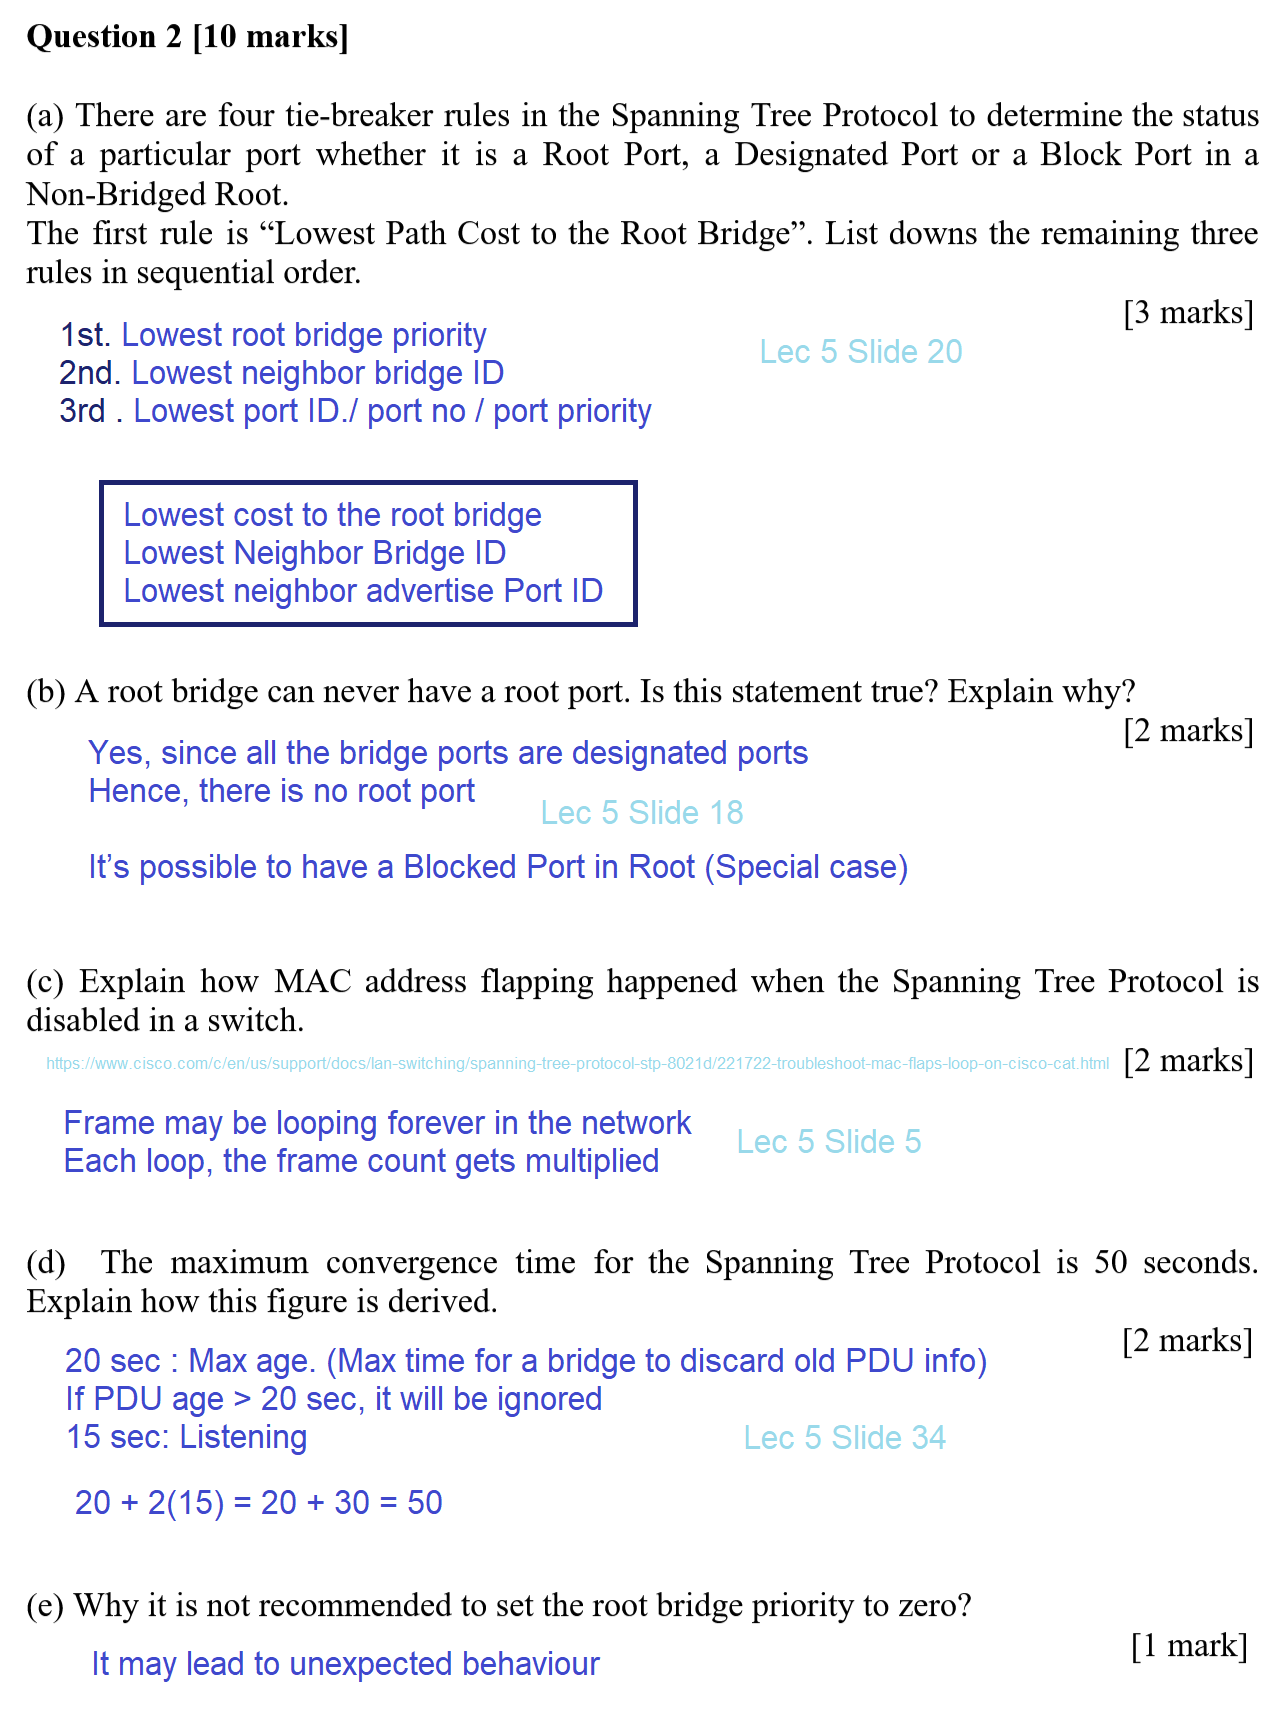 Question 2 [10 marks]
(a) There are four tie-breaker rules in the Spanning Tree Protocol to determine the status
of a particular port whether it is a Root Port, a Designated Port or a Block Port in a
Non-Bridged Root.
The first rule is “Lowest Path Cost to the Root Bridge”. List downs the remaining three
rules in sequential order.
[3 marks]
1st. Lowest root bridge priority
Lec 5 Slide 20
2nd. Lowest neighbor bridge ID
3rd . Lowest port ID./ port no / port priority
Lowest cost to the root bridge
Lowest Neighbor Bridge ID
Lowest neighbor advertise Port ID
(b) A root bridge can never have a root port. Is this statement true? Explain why?
[2 marks]
Yes, since all the bridge ports are designated ports
Hence, there is no root port
Lec 5 Slide 18
It’s possible to have a Blocked Port in Root (Special case)
(c) Explain how MAC address flapping happened when the Spanning Tree Protocol is
disabled in a switch.
https://www.cisco.com/c/en/us/support/docs/lan-switching/spanning-tree-protocol-stp-8021d/221722-troubleshoot-mac-flaps-loop-on-cisco-cat.html
[2 marks]
Frame may be looping forever in the network
Lec 5 Slide 5
Each loop, the frame count gets multiplied
(d) The maximum convergence time for the Spanning Tree Protocol is 50 seconds.
Explain how this figure is derived.
[2 marks]
20 sec : Max age. (Max time for a bridge to discard old PDU info)
If PDU age > 20 sec, it will be ignored
15 sec: Listening
Lec 5 Slide 34
20 + 2(15) = 20 + 30 = 50
(e) Why it is not recommended to set the root bridge priority to zero?
[1 mark]
It may lead to unexpected behaviour